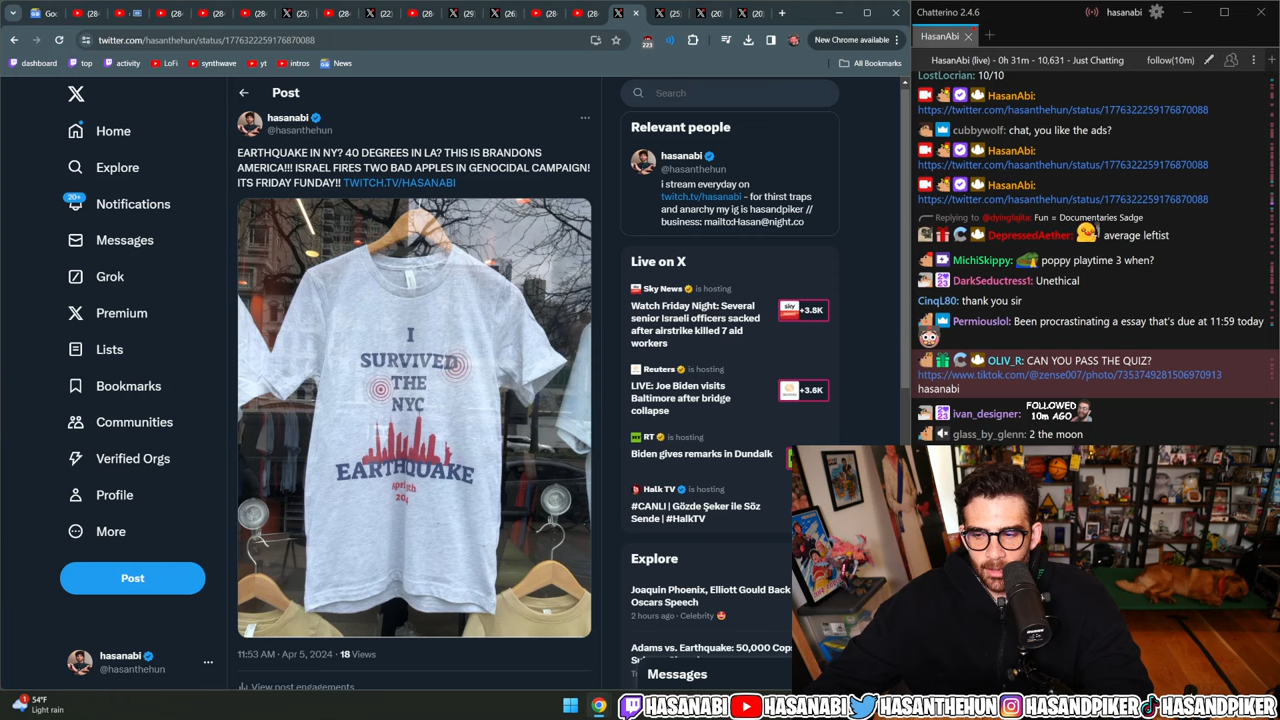 twitter.com/hasanthehun/status/1776322259176870088
New Chrome available
dashboard
top
activity
LoFi
synthwave
yt
intros
News
All Bookmarks
Home
Explore
20+
Notifications
Messages
Grok
Premium
Lists
Bookmarks
Communities
Verified Orgs
Profile
More
Post
hasanabi
@hasanthehun
Post
hasanabi
@hasanthehun
EARTHQUAKE IN NY? 40 DEGREES IN LA? THIS IS BRANDONS
AMERICA!!! ISRAEL FIRES TWO BAD APPLES IN GENOCIDAL CAMPAIGN!
ITS FRIDAY FUNDAY!! TWITCH.TV/HASANABI
I
SURVIVED
THE
NYC
EARTHQUAKE
11:53 AM · Apr 5, 2024 · 18 Views
View post engagements
Search
Relevant people
hasanabi
@hasanthehun
i stream everyday on
twitch.tv/hasanabi - for thirst traps
and anarchy my ig is hasandpiker //
business: mailto:Hasan@night.co
Live on X
Sky News is hosting
Watch Friday Night: Several
senior Israeli officers sacked
after airstrike killed 7 aid
workers
sky
+3.8K
Reuters is hosting
LIVE: Joe Biden visits
Baltimore after bridge
collapse
+3.6K
RT is hosting
Biden gives remarks in Dundalk
Halk TV is hosting
#CANLI | Gözde Şeker ile Söz
Sende | #HalkTV
Explore
Joaquin Phoenix, Elliott Gould Back
Oscars Speech
2 hours ago · Celebrity
Adams vs. Earthquake: 50,000 Cops
Messages
Chatterino 2.4.6
hasanabi
HasanAbi
HasanAbi (live) - 0h 31m - 10,631 - Just Chatting
follow(10m)
LostLocrian: 10/10
HasanAbi:
https://twitter.com/hasanthehun/status/1776322259176870088
cubbywolf: chat, you like the ads?
HasanAbi:
https://twitter.com/hasanthehun/status/1776322259176870088
HasanAbi:
https://twitter.com/hasanthehun/status/1776322259176870088
Replying to @dyingfajita: Fun = Documentaries Sadge
DepressedAether: average leftist
MichiSkippy: poppy playtime 3 when?
DarkSeductress1: Unethical
CinqL80: thank you sir
Permiouslol: Been procrastinating a essay that's due at 11:59 today
OLIV_R: CAN YOU PASS THE QUIZ?
https://www.tiktok.com/@zense007/photo/7353749281506970913
hasanabi
ivan_designer: FOLLOWED 10m AGO
glass_by_glenn: 2 the moon
54°F
Light rain
HASANABI HASANABI HASANTHEHUN HASANDPIKER HASANDPIKER